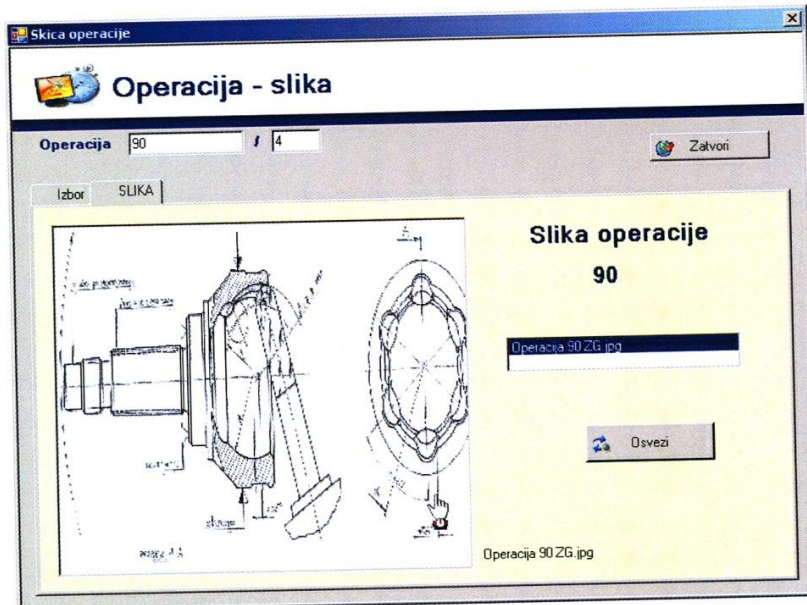 Skica operacije
Operacija - slika
Operacija 90 / 4
Zatvori
Izbor SLIKA
Slika operacije
90
Operacija 90 ZG.jpg
Osvezi
Operacija 90 ZG.jpg